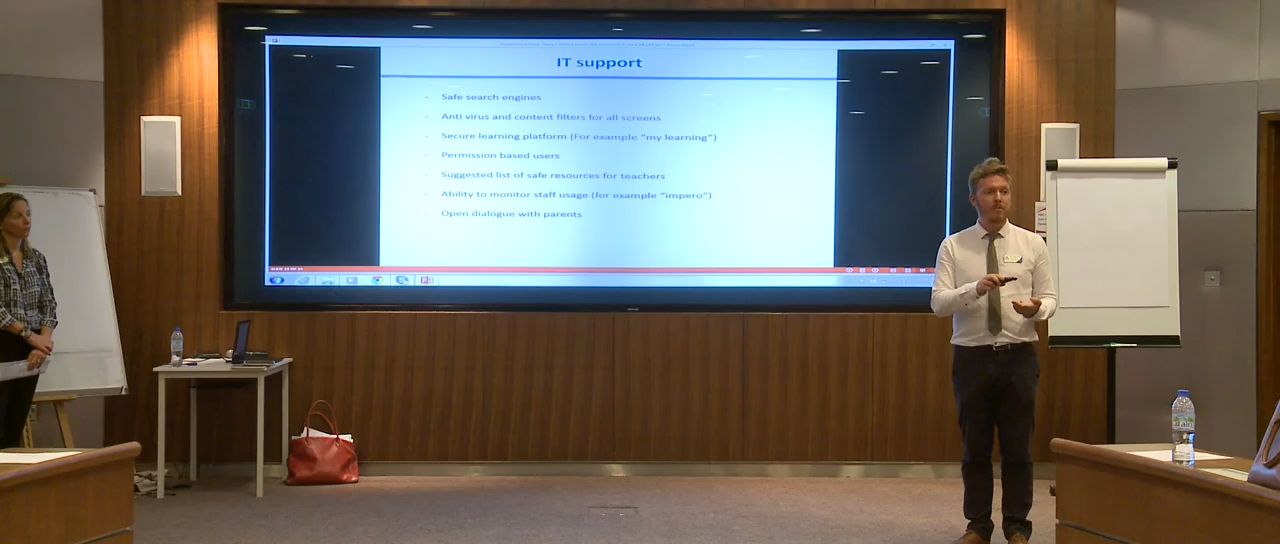 IT support
- Safe search engines
- Anti virus and content filters for all screens
- Secure learning platform (For example “my learning”)
- Permission based users
- Suggested list of safe resources for teachers
- Ability to monitor staff usage (for example “impero”)
- Open dialogue with parents